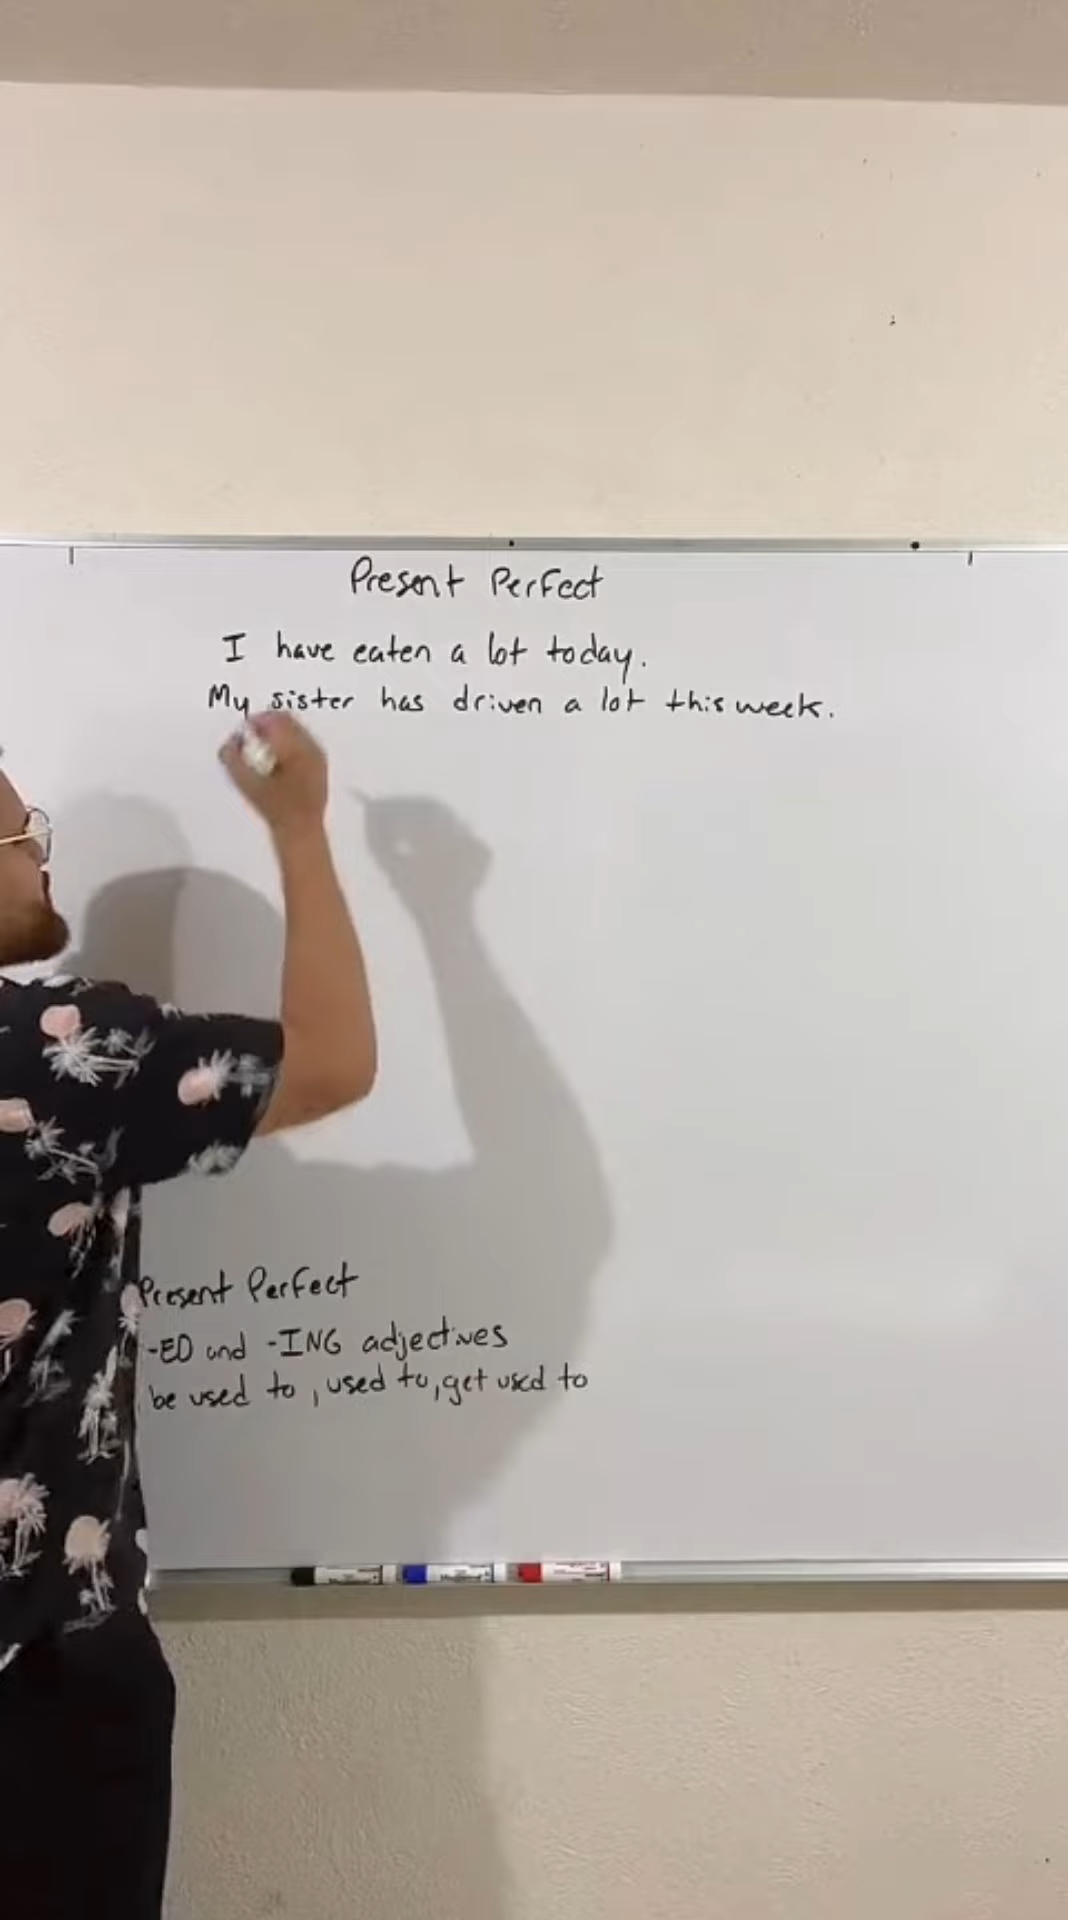 Present Perfect
I have eaten a lot today.
My sister has driven a lot this week.
Present Perfect
-ED and -ING adjectives
be used to, used to, get used to